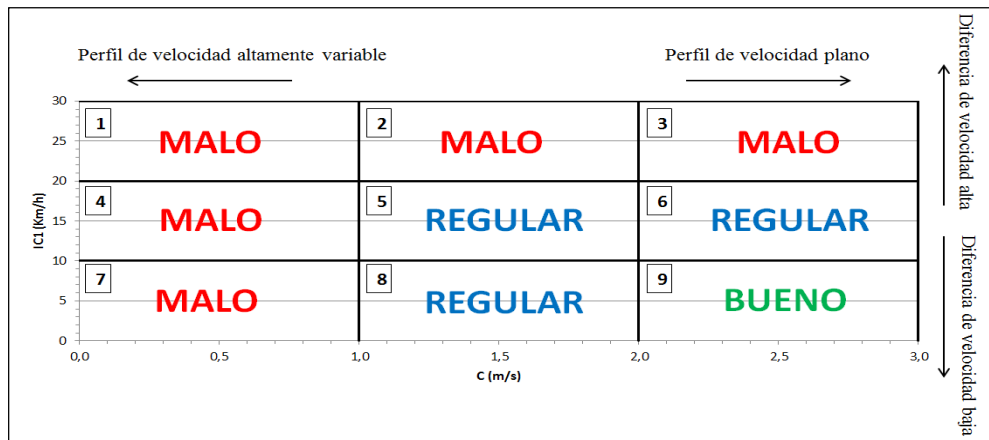 Perfil de velocidad altamente variable
Perfil de velocidad plano
Diferencia de velocidad alta
Diferencia de velocidad baja
IC1 (Km/h)
30
25
20
15
10
5
0
1
MALO
2
MALO
3
MALO
4
MALO
5
REGULAR
6
REGULAR
7
MALO
8
REGULAR
9
BUENO
0,0
0,5
1,0
1,5
2,0
2,5
3,0
C (m/s)